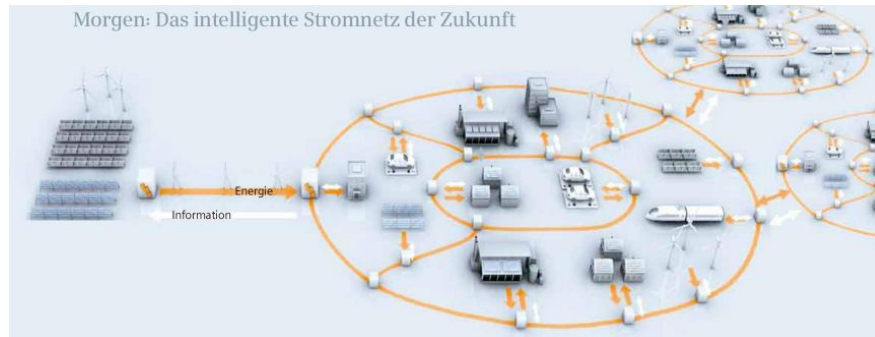 Morgen: Das intelligente Stromnetz der Zukunft
Energie
Information